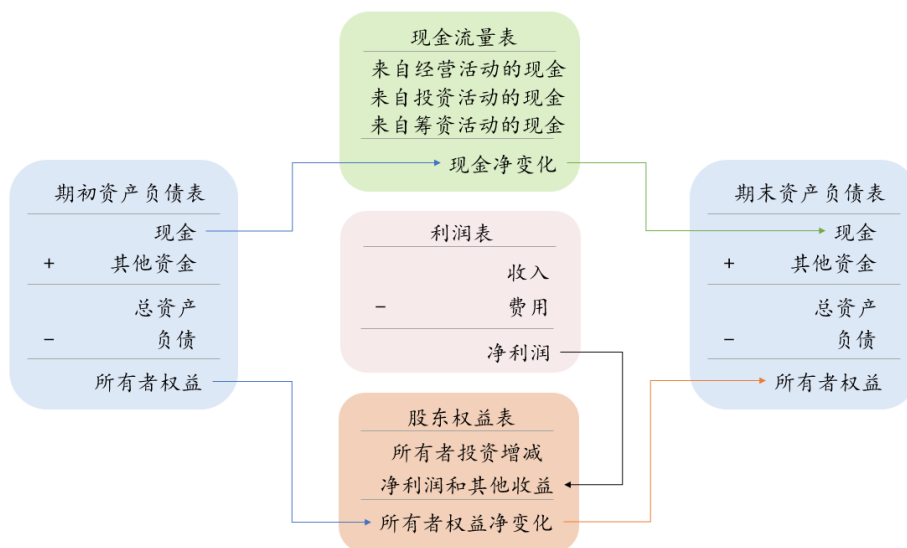 现金流量表
来自经营活动的现金
来自投资活动的现金
来自筹资活动的现金
现金净变化
期初资产负债表
现金
+ 其他资金
总资产
- 负债
所有者权益
利润表
收入
- 费用
净利润
股东权益表
所有者投资增减
净利润和其他收益
所有者权益净变化
期末资产负债表
现金
+ 其他资产
总资产
- 负债
所有者权益